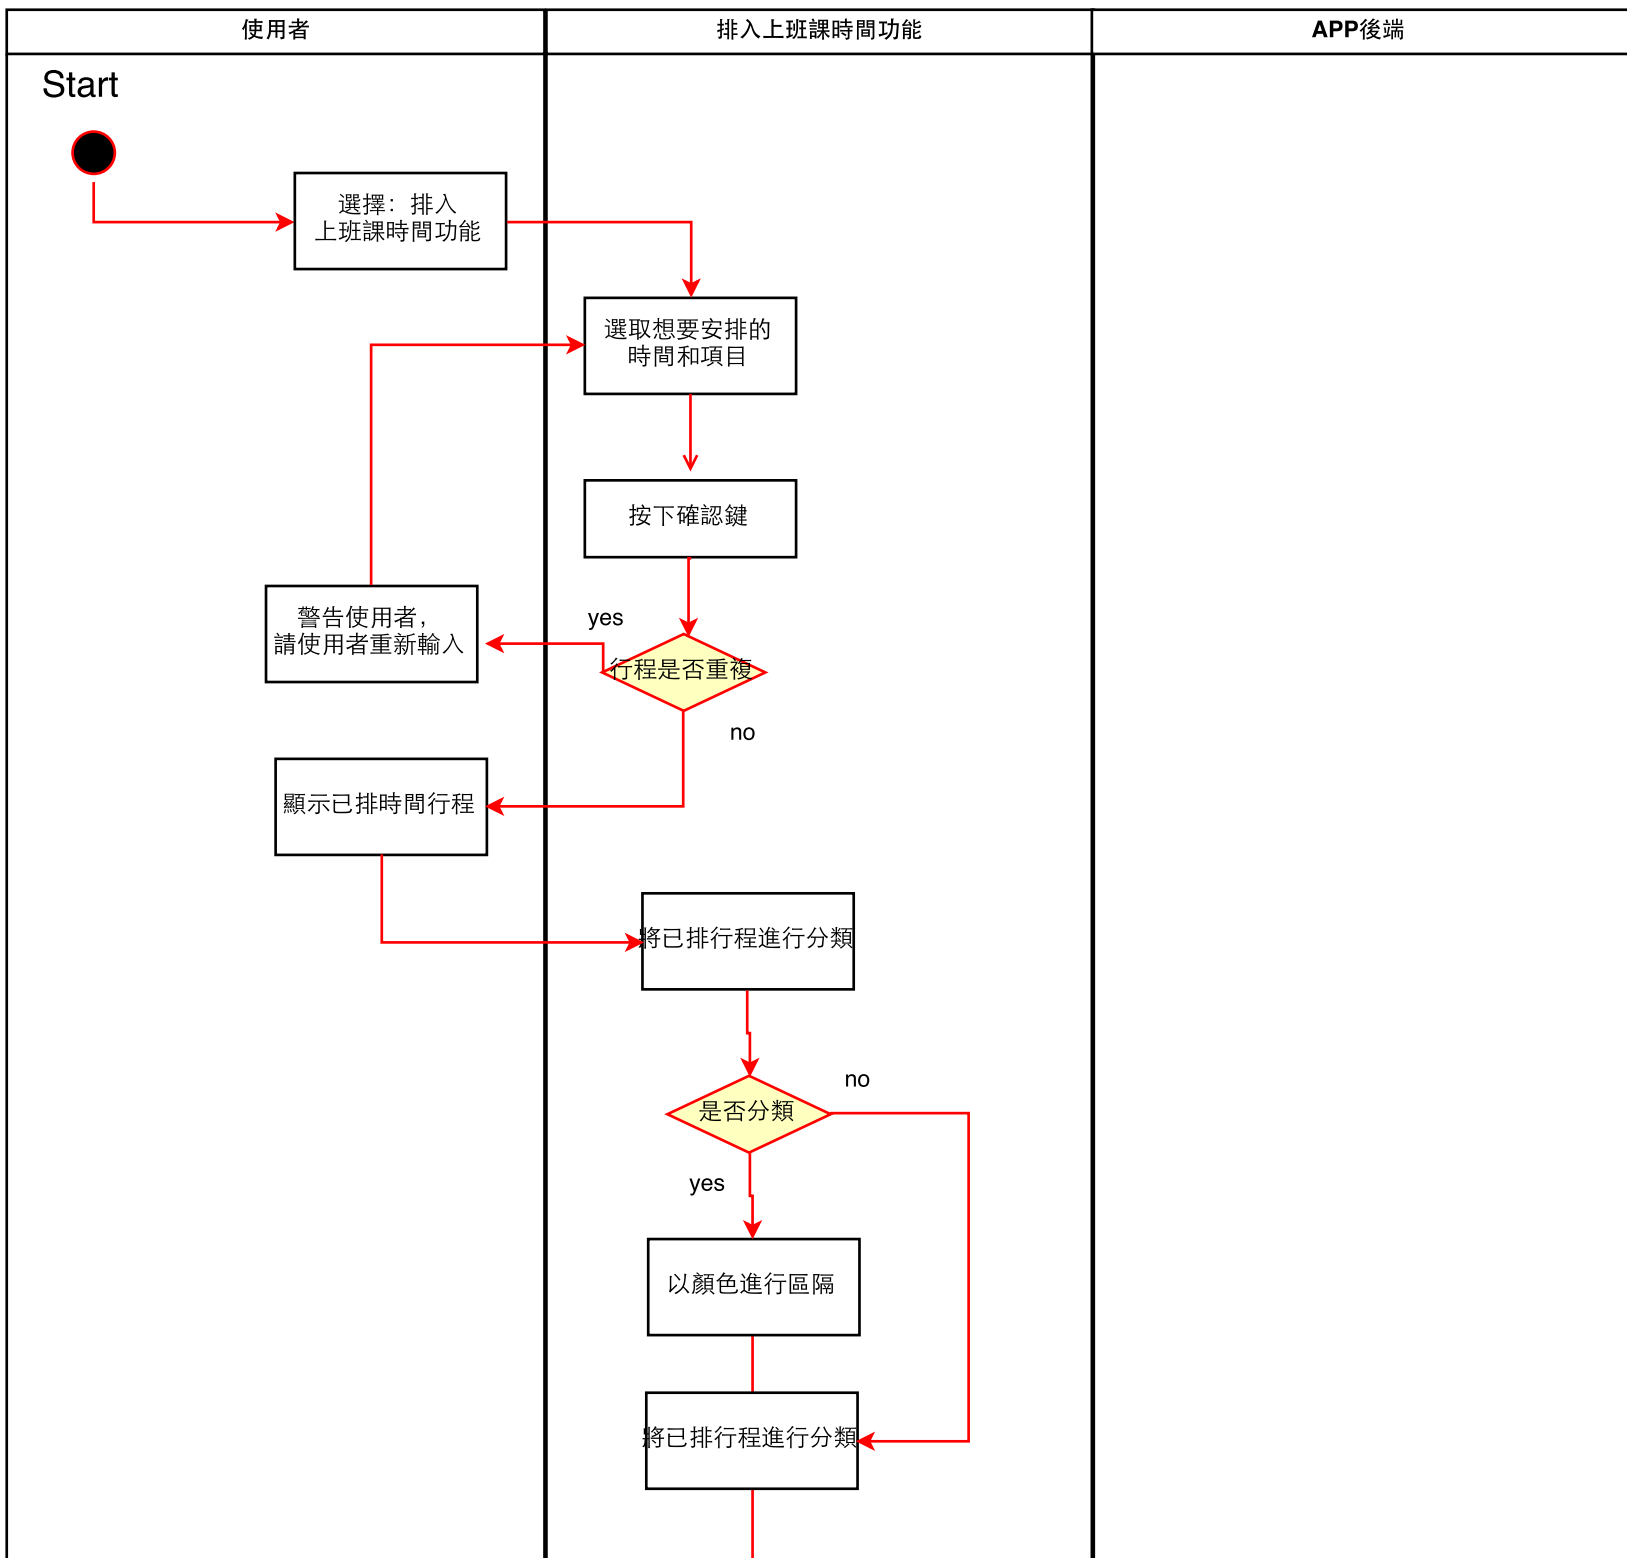 使用者
排入上班課時間功能
APP後端
Start
選擇：排入
上班課時間功能
選取想要安排的
時間和項目
按下確認鍵
警告使用者，
請使用者重新輸入
yes
行程是否重複
no
顯示已排時間行程
將已排行程進行分類
是否分類
no
yes
以顏色進行區隔
將已排行程進行分類